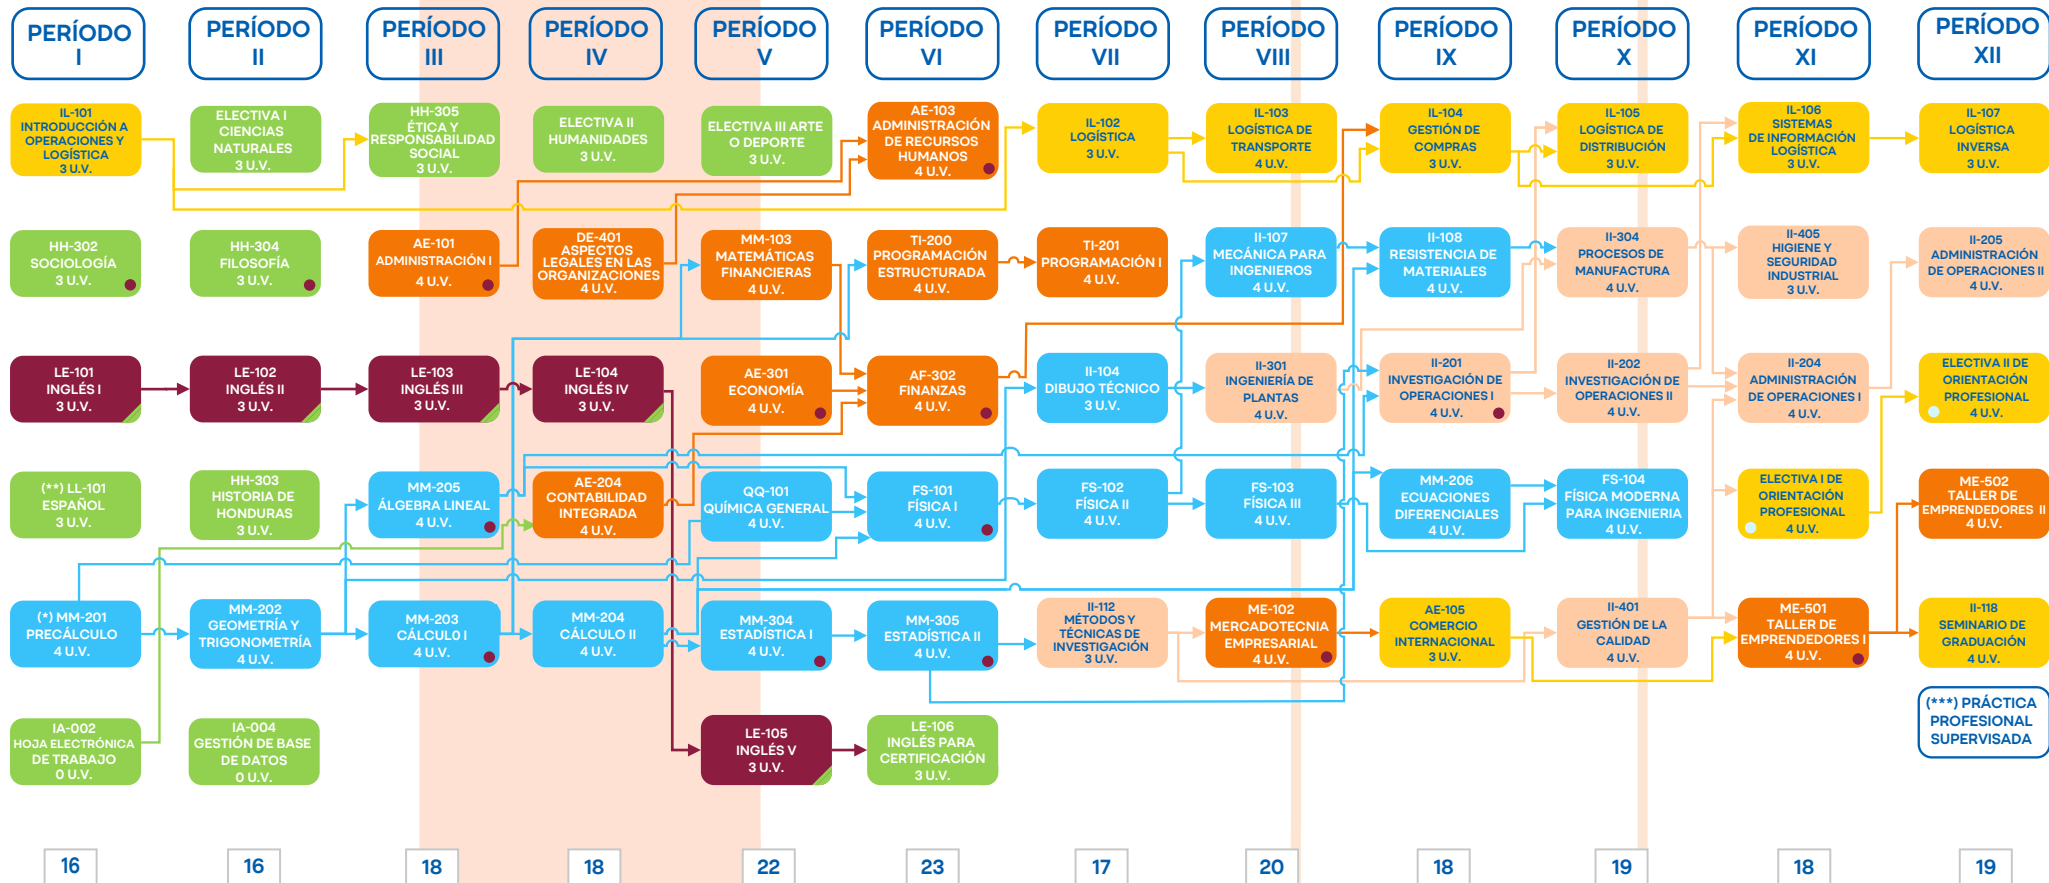 PERÍODO
I
PERÍODO
II
PERÍODO
III
PERÍODO
IV
PERÍODO
V
PERÍODO
VI
PERÍODO
VII
PERÍODO
VIII
PERÍODO
IX
PERÍODO
X
PERÍODO
XI
PERÍODO
XII
IL-101
INTRODUCCIÓN A
OPERACIONES Y
LOGÍSTICA
3 U.V.
ELECTIVA I
CIENCIAS
NATURALES
3 U.V.
HH-305
ÉTICA Y
RESPONSABILIDAD
SOCIAL
3 U.V.
ELECTIVA II
HUMANIDADES
3 U.V.
ELECTIVA III ARTE
O DEPORTE
3 U.V.
AE-103
ADMINISTRACIÓN
DE RECURSOS
HUMANOS
4 U.V.
IL-102
LOGÍSTICA
3 U.V.
IL-103
LOGÍSTICA DE
TRANSPORTE
4 U.V.
IL-104
GESTIÓN DE
COMPRAS
3 U.V.
IL-105
LOGÍSTICA DE
DISTRIBUCIÓN
3 U.V.
IL-106
SISTEMAS
DE INFORMACIÓN
LOGÍSTICA
3 U.V.
IL-107
LOGÍSTICA
INVERSA
3 U.V.
HH-302
SOCIOLOGÍA
3 U.V.
HH-304
FILOSOFÍA
3 U.V.
AE-101
ADMINISTRACIÓN I
4 U.V.
DE-401
ASPECTOS
LEGALES EN LAS
ORGANIZACIONES
4 U.V.
MM-103
MATEMÁTICAS
FINANCIERAS
4 U.V.
TI-200
PROGRAMACIÓN
ESTRUCTURADA
4 U.V.
TI-201
PROGRAMACIÓN I
4 U.V.
II-107
MECÁNICA PARA
INGENIEROS
4 U.V.
II-108
RESISTENCIA DE
MATERIALES
4 U.V.
II-304
PROCESOS DE
MANUFACTURA
4 U.V.
II-405
HIGIENE Y
SEGURIDAD
INDUSTRIAL
3 U.V.
II-205
ADMINISTRACIÓN
DE OPERACIONES II
4 U.V.
LE-101
INGLÉS I
3 U.V.
LE-102
INGLÉS II
3 U.V.
LE-103
INGLÉS III
3 U.V.
LE-104
INGLÉS IV
3 U.V.
AE-301
ECONOMÍA
4 U.V.
AF-302
FINANZAS
4 U.V.
II-104
DIBUJO TÉCNICO
3 U.V.
II-301
INGENIERÍA DE
PLANTAS
4 U.V.
II-201
INVESTIGACIÓN DE
OPERACIONES I
4 U.V.
II-202
INVESTIGACIÓN DE
OPERACIONES II
4 U.V.
II-204
ADMINISTRACIÓN
DE OPERACIONES I
4 U.V.
ELECTIVA II DE
ORIENTACIÓN
PROFESIONAL
4 U.V.
(**) LL-101
ESPAÑOL
3 U.V.
HH-303
HISTORIA DE
HONDURAS
3 U.V.
MM-205
ÁLGEBRA LINEAL
4 U.V.
AE-204
CONTABILIDAD
INTEGRADA
4 U.V.
QQ-101
QUÍMICA GENERAL
4 U.V.
FS-101
FÍSICA I
4 U.V.
FS-102
FÍSICA II
4 U.V.
FS-103
FÍSICA III
4 U.V.
MM-206
ECUACIONES
DIFERENCIALES
4 U.V.
FS-104
FÍSICA MODERNA
PARA INGENIERIA
4 U.V.
ELECTIVA I DE
ORIENTACIÓN
PROFESIONAL
4 U.V.
ME-502
TALLER DE
EMPRENDEDORES II
4 U.V.
(*) MM-201
PRECÁLCULO
4 U.V.
MM-202
GEOMETRÍA Y
TRIGONOMETRÍA
4 U.V.
MM-203
CÁLCULO I
4 U.V.
MM-204
CÁLCULO II
4 U.V.
MM-304
ESTADÍSTICA I
4 U.V.
MM-305
ESTADÍSTICA II
4 U.V.
II-112
MÉTODOS Y
TÉCNICAS DE
INVESTIGACIÓN
3 U.V.
ME-102
MERCADOTECNIA
EMPRESARIAL
4 U.V.
AE-105
COMERCIO
INTERNACIONAL
3 U.V.
II-401
GESTIÓN DE LA
CALIDAD
4 U.V.
ME-501
TALLER DE
EMPRENDEDORES I
4 U.V.
II-118
SEMINARIO DE
GRADUACIÓN
4 U.V.
IA-002
HOJA ELECTRÓNICA
DE TRABAJO
0 U.V.
IA-004
GESTIÓN DE BASE
DE DATOS
0 U.V.
LE-105
INGLÉS V
3 U.V.
LE-106
INGLÉS PARA
CERTIFICACIÓN
3 U.V.
(***) PRÁCTICA
PROFESIONAL
SUPERVISADA
16
16
18
18
22
23
17
20
18
19
18
19